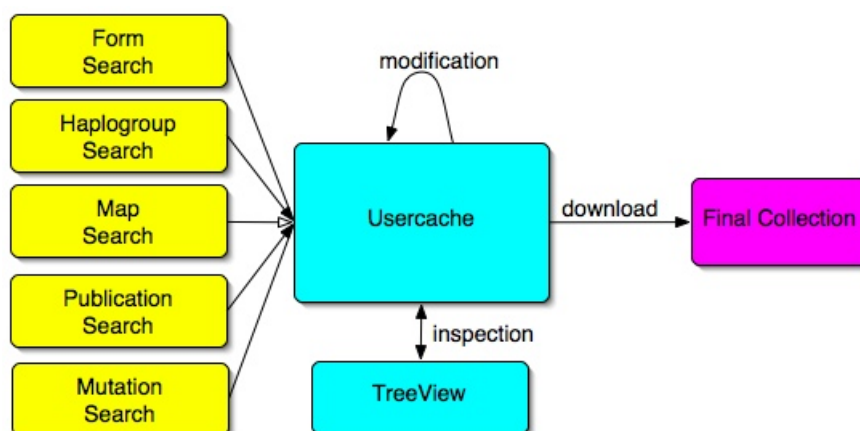 Form
Search
Haplogroup
Search
Map
Search
Publication
Search
Mutation
Search
modification
Usercache
download
Final Collection
inspection
TreeView